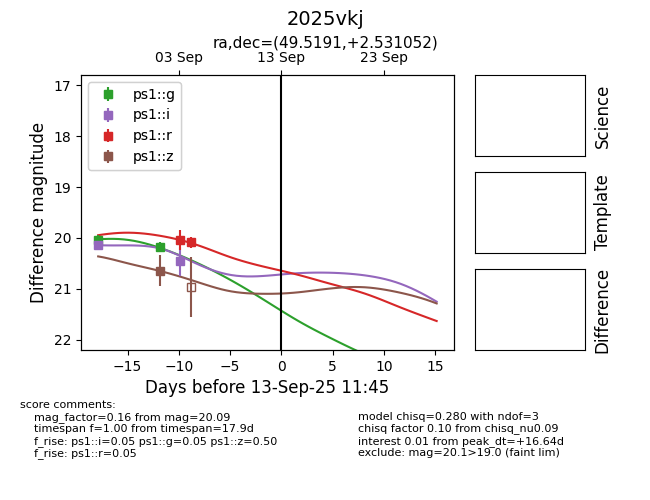 2025vkj
ra,dec=(49.5191,+2.531052)
03 Sep 13 Sep 23 Sep
17
18
19
20
21
22
Difference magnitude
ps1::g
ps1::i
ps1::r
ps1::z
−15 −10 −5 0 5 10 15
Days before 13-Sep-25 11:45
Science
Template
Difference
score comments:
mag_factor=0.16 from mag=20.09
timespan f=1.00 from timespan=17.9d
f_rise: ps1::i=0.05 ps1::g=0.05 ps1::z=0.50
f_rise: ps1::r=0.05
model chisq=0.280 with ndof=3
chisq factor 0.10 from chisq_nu0.09
interest 0.01 from peak_dt=+16.64d
exclude: mag=20.1>19.0 (faint lim)